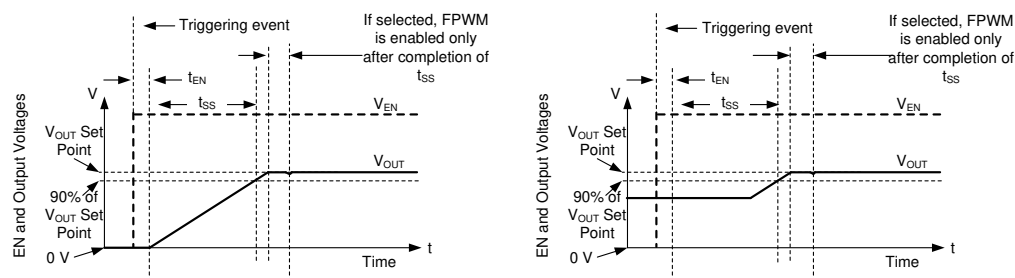 Triggering event
If selected, FPWM
is enabled only
after completion of
tSS
tEN
V
tSS
VEN
VOUT Set
Point
VOUT
90% of
VOUT Set
Point
0 V
t
Time
EN and Output Voltages
Triggering event
If selected, FPWM
is enabled only
after completion of
tSS
tEN
V
tSS
VEN
VOUT Set
Point
VOUT
90% of
VOUT Set
Point
0 V
t
Time
EN and Output Voltages